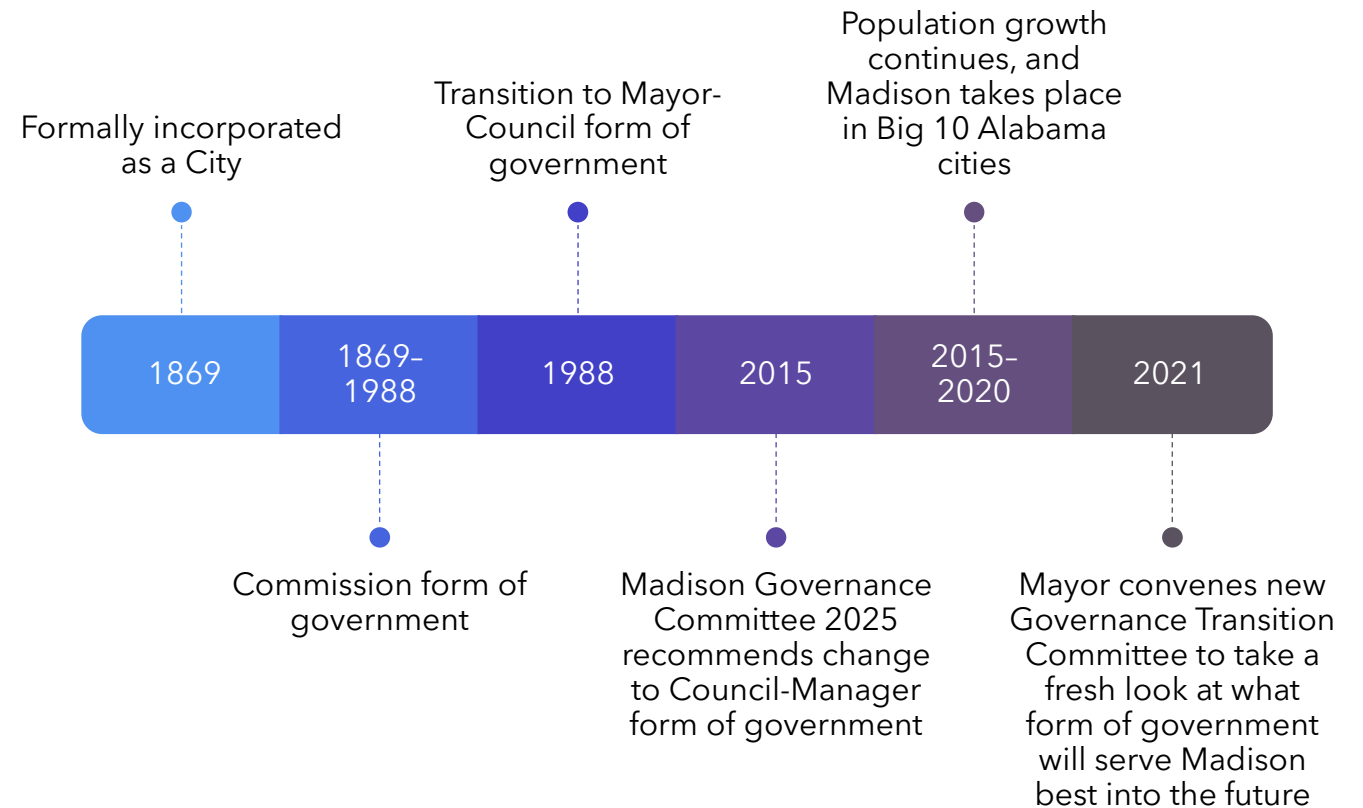 Formally incorporated
as a City
Transition to Mayor-
Council form of
government
Population growth
continues, and
Madison takes place
in Big 10 Alabama
cities
1869
1869–
1988
1988
2015
2015–
2020
2021
Commission form of
government
Madison Governance
Committee 2025
recommends change
to Council-Manager
form of government
Mayor convenes new
Governance Transition
Committee to take a
fresh look at what
form of government
will serve Madison
best into the future